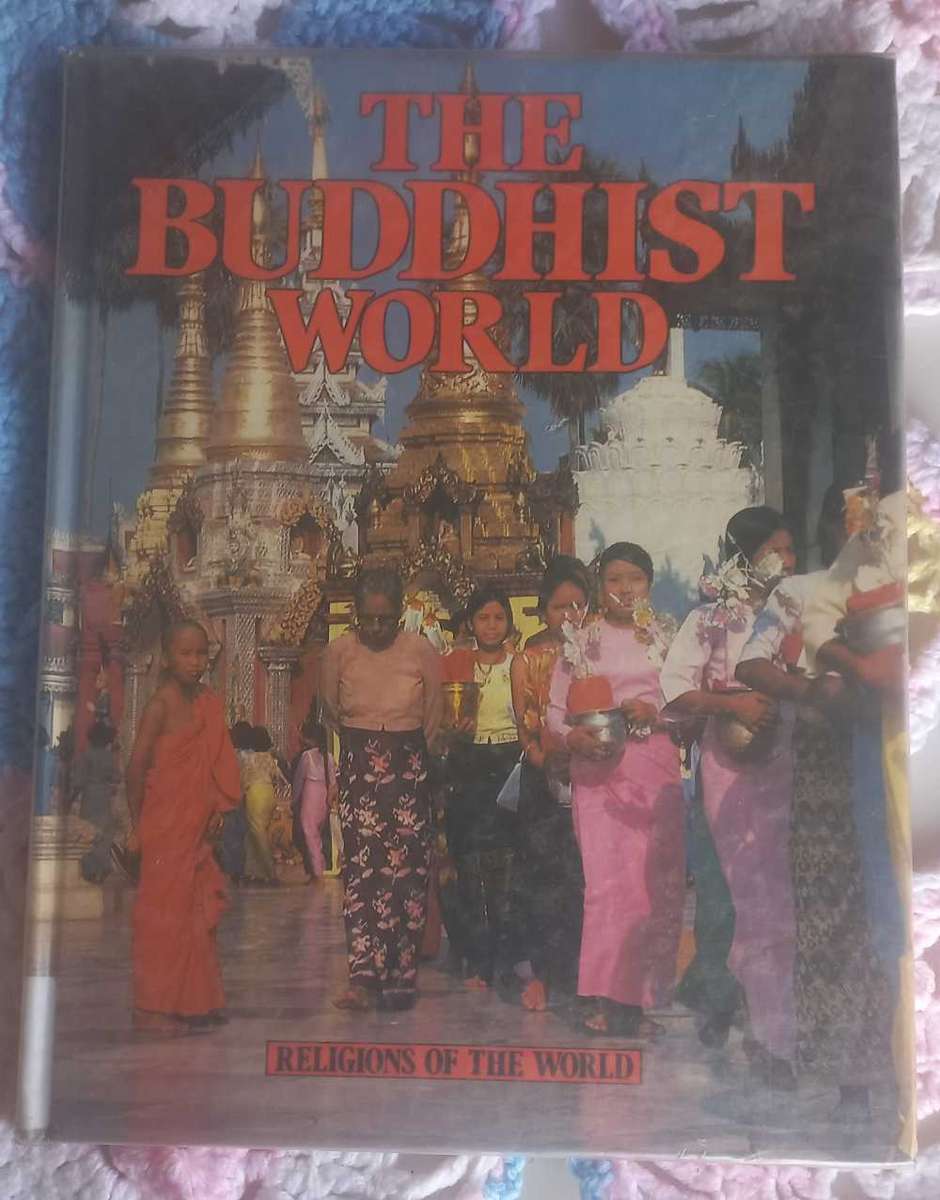 THE
BUDDHIST
WORLD
RELIGIONS OF THE WORLD